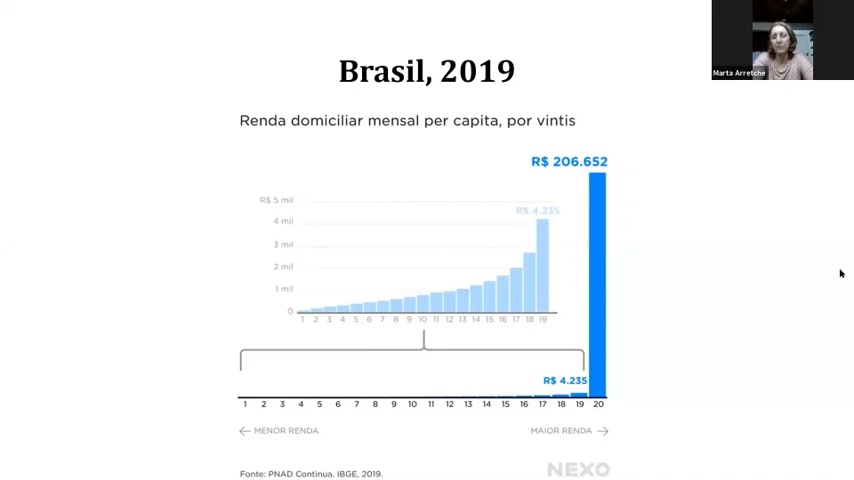 Marta Arretche
Brasil, 2019
Renda domiciliar mensal per capita, por vintis
R$ 206.652
R$ 5 mil
R$ 4.235
4 mil
3 mil
2 mil
1 mil
0
1 2 3 4 5 6 7 8 9 10 11 12 13 14 15 16 17 18 19
R$ 4.235
1 2 3 4 5 6 7 8 9 10 11 12 13 14 15 16 17 18 19 20
MENOR RENDA MAIOR RENDA
Fonte: PNAD Continua. IBGE, 2019.
NEXO